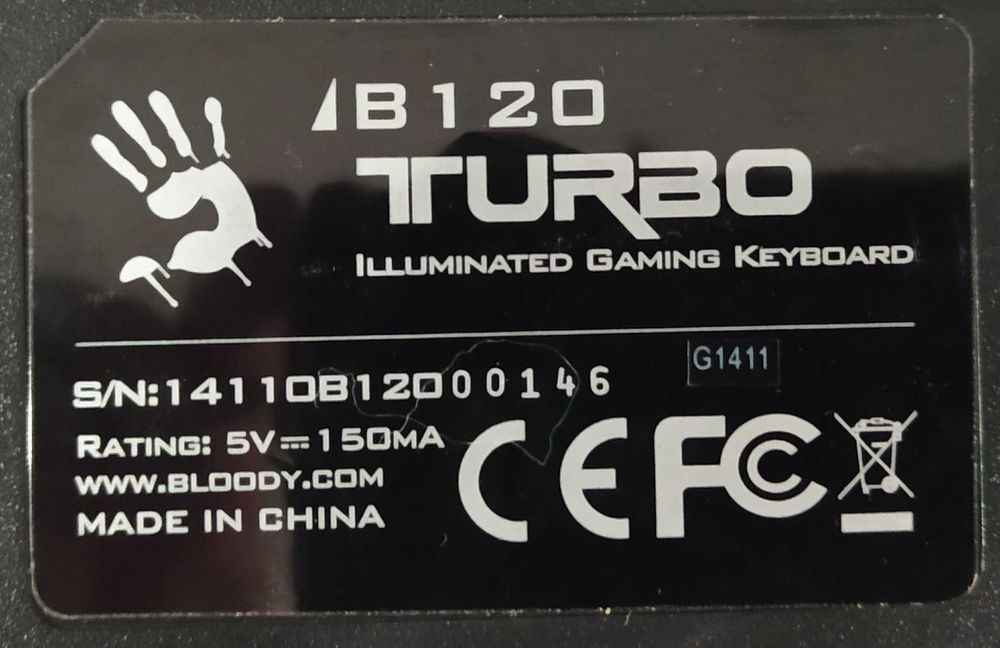 B120
TURBO
ILLUMINATED GAMING KEYBOARD
G1411
S/N:14110B12000146
RATING: 5V⎓150MA
WWW.BLOODY.COM
MADE IN CHINA
CE FC